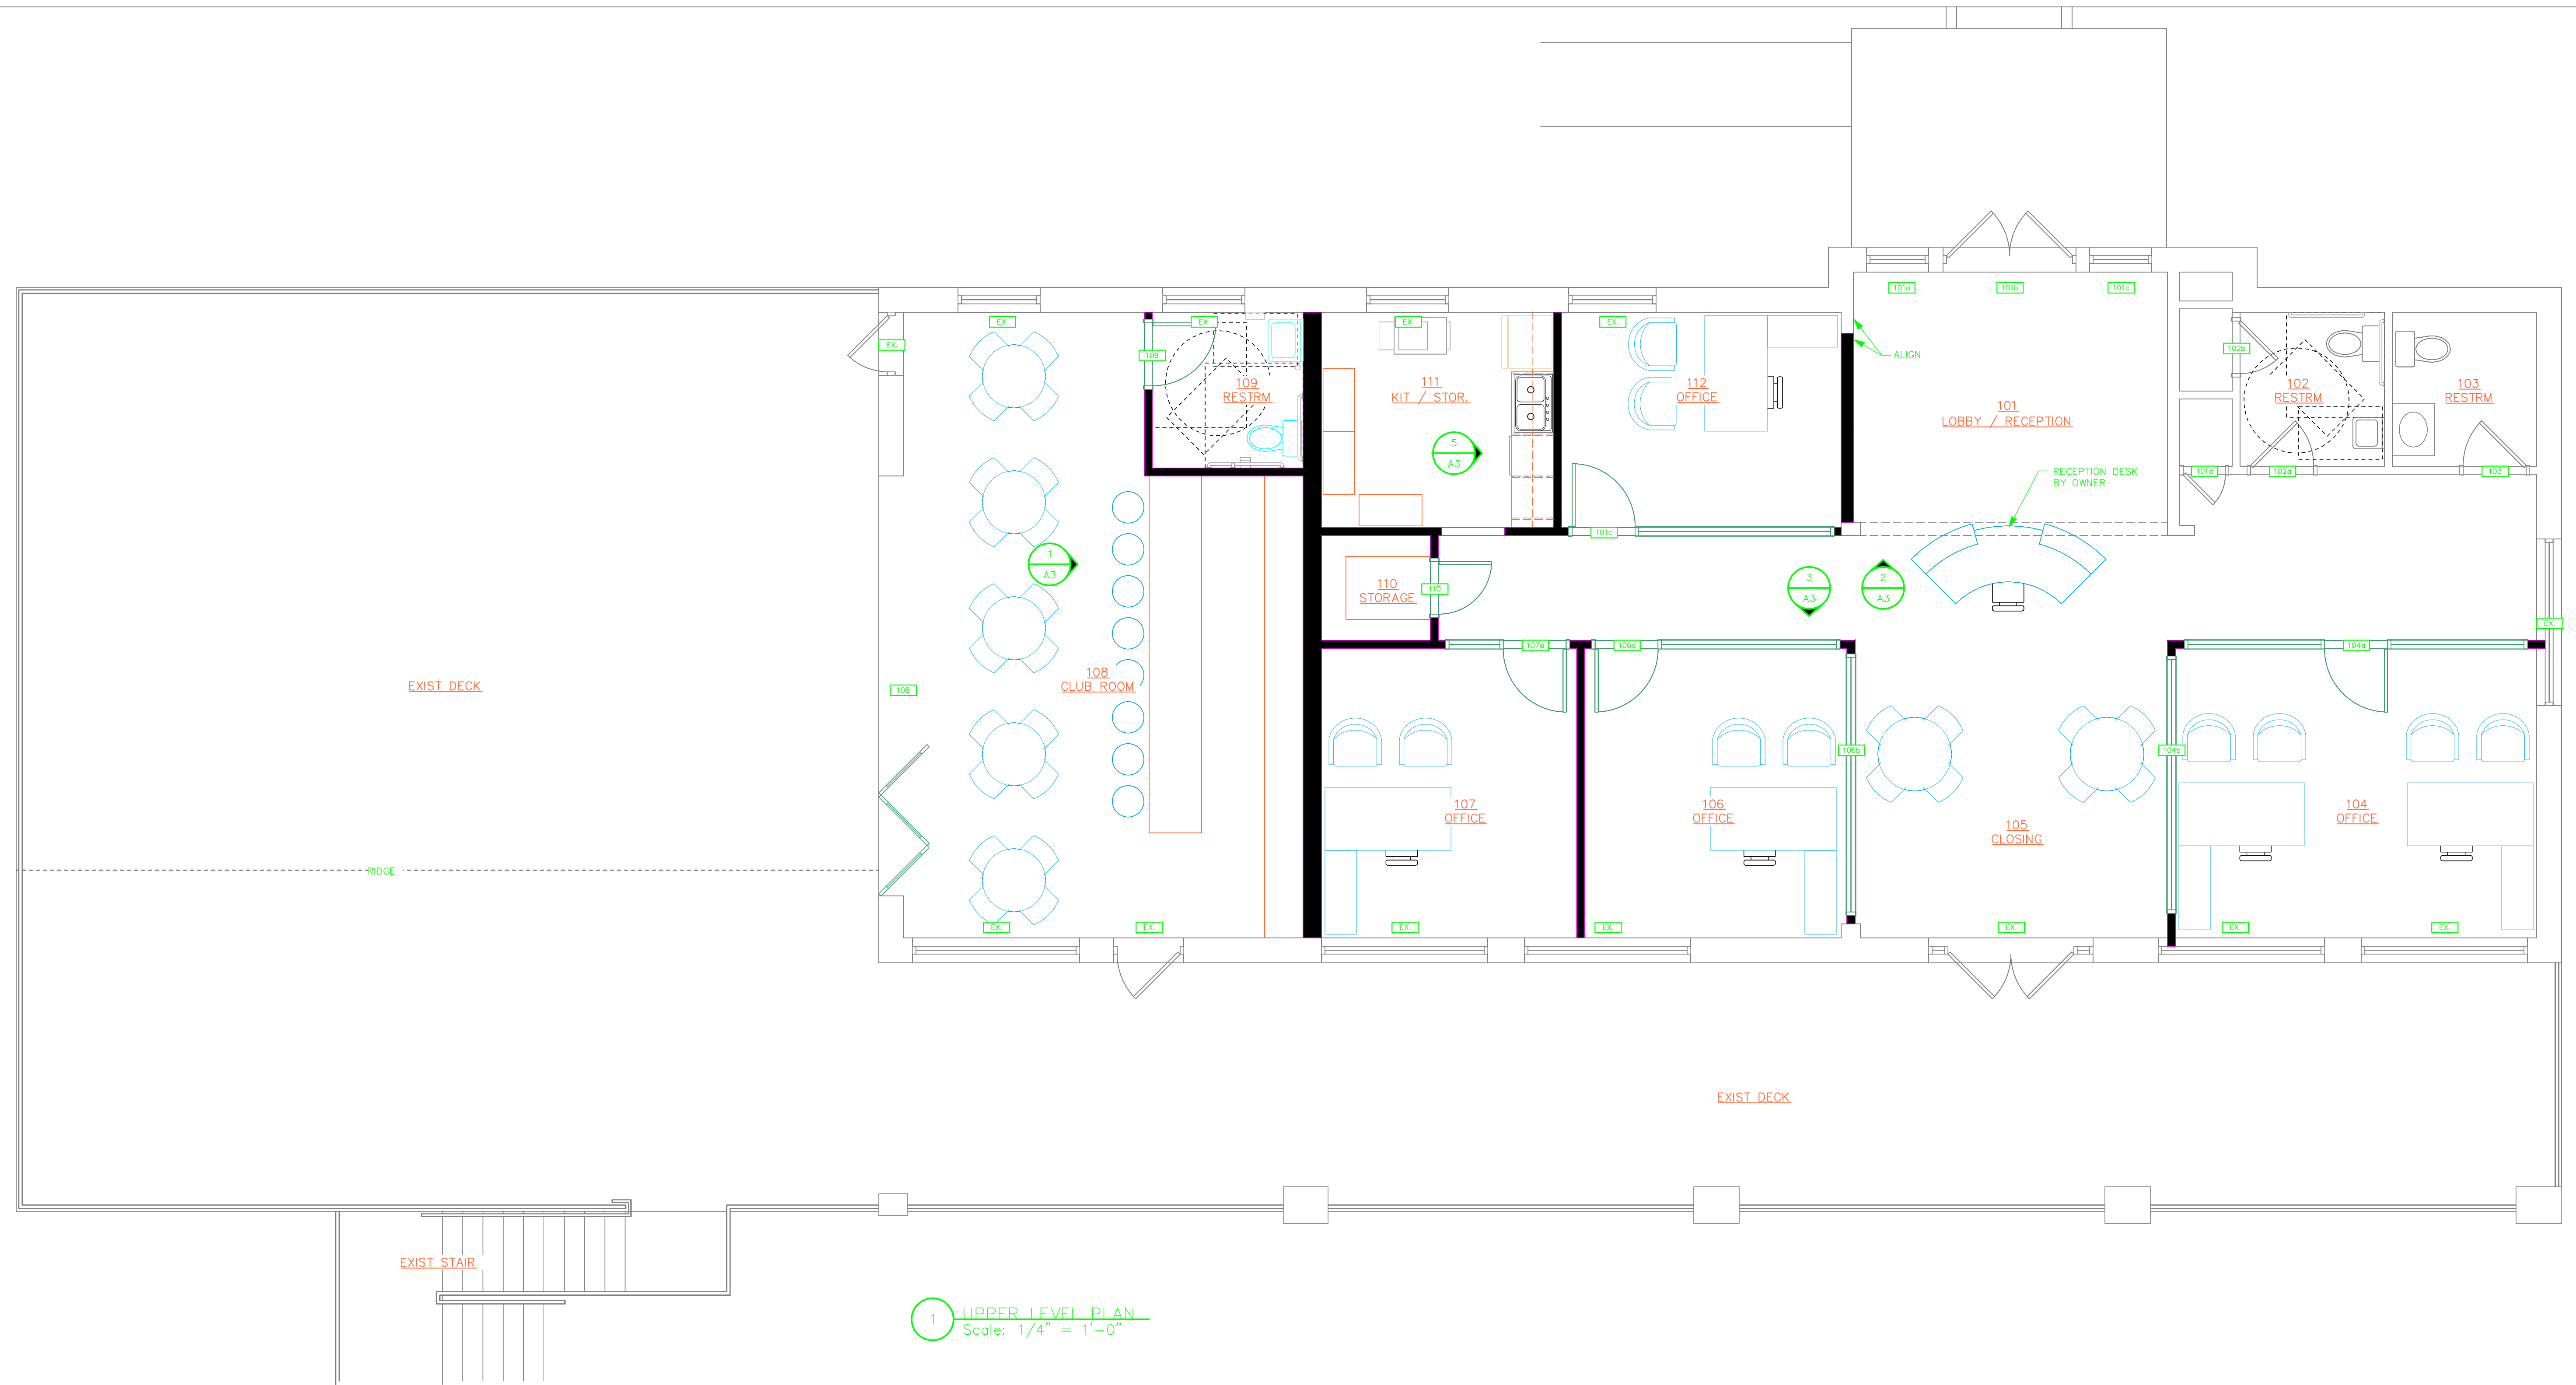 101a
101b
101c
EX.
EX.
EX.
EX.
EX.
109
102b
ALIGN
109
RESTRM
111
KIT / STOR.
112
OFFICE
101
LOBBY / RECEPTION
102
RESTRM
103
RESTRM
5
A3
RECEPTION DESK
BY OWNER
101d
102a
103
101c
1
A3
110
STORAGE
110
3
A3
2
A3
EX.
107a
106a
104a
EXIST DECK
108
108
CLUB ROOM
106b
104b
107
OFFICE
106
OFFICE
105
CLOSING
104
OFFICE
RIDGE
EX.
EX.
EX.
EX.
EX.
EX.
EX.
EXIST DECK
EXIST STAIR
1
UPPER LEVEL PLAN
Scale: 1/4" = 1'-0"